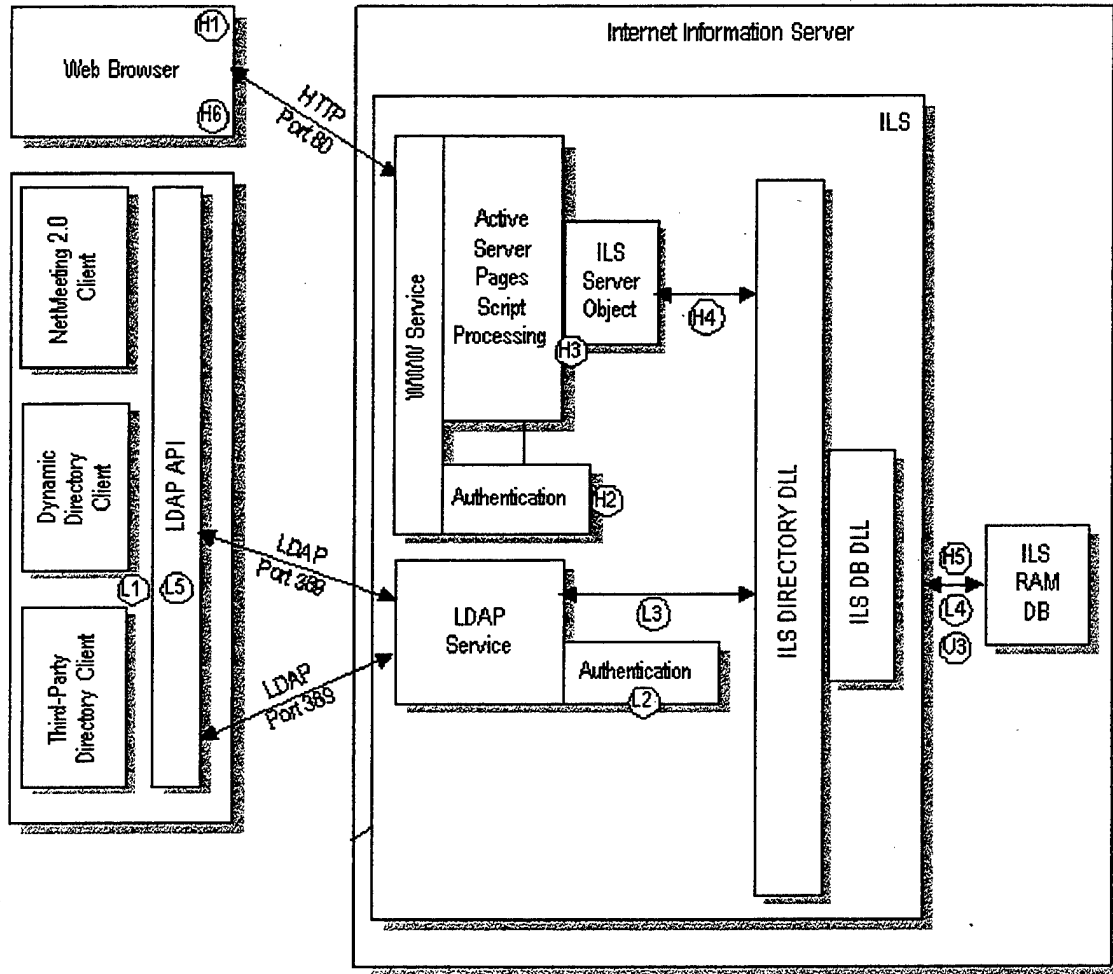 H1
Web Browser
H6
HTTP
Port 80
NetMeeting 2.0
Client
Dynamic
Directory
Client
Third-Party
Directory Client
LDAP API
L1
L5
LDAP
Port 389
LDAP
Port 389
Internet Information Server
ILS
WWW Service
Active
Server
Pages
Script
Processing
H3
ILS
Server
Object
H4
Authentication
H2
LDAP
Service
L3
Authentication
L2
ILS DIRECTORY DLL
ILS DB DLL
H5
L4
U3
ILS
RAM
DB